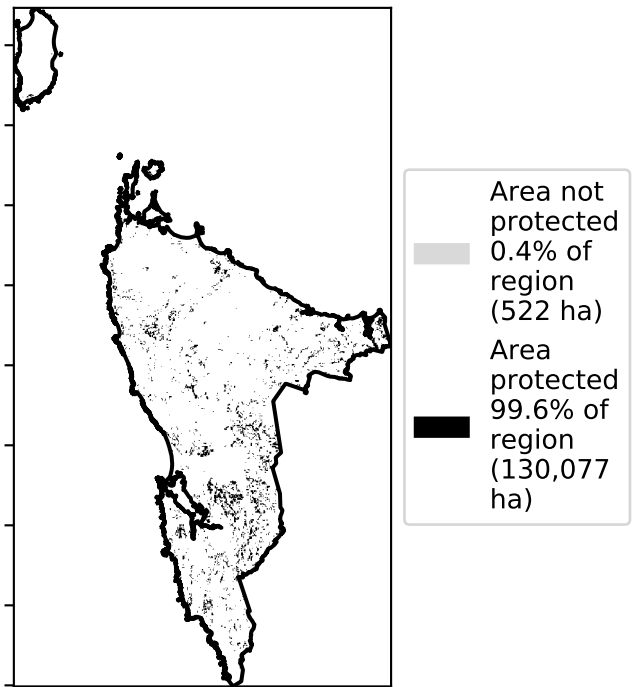 Area not
protected
0.4% of
region
(522 ha)
Area
protected
99.6% of
region
(130,077
ha)